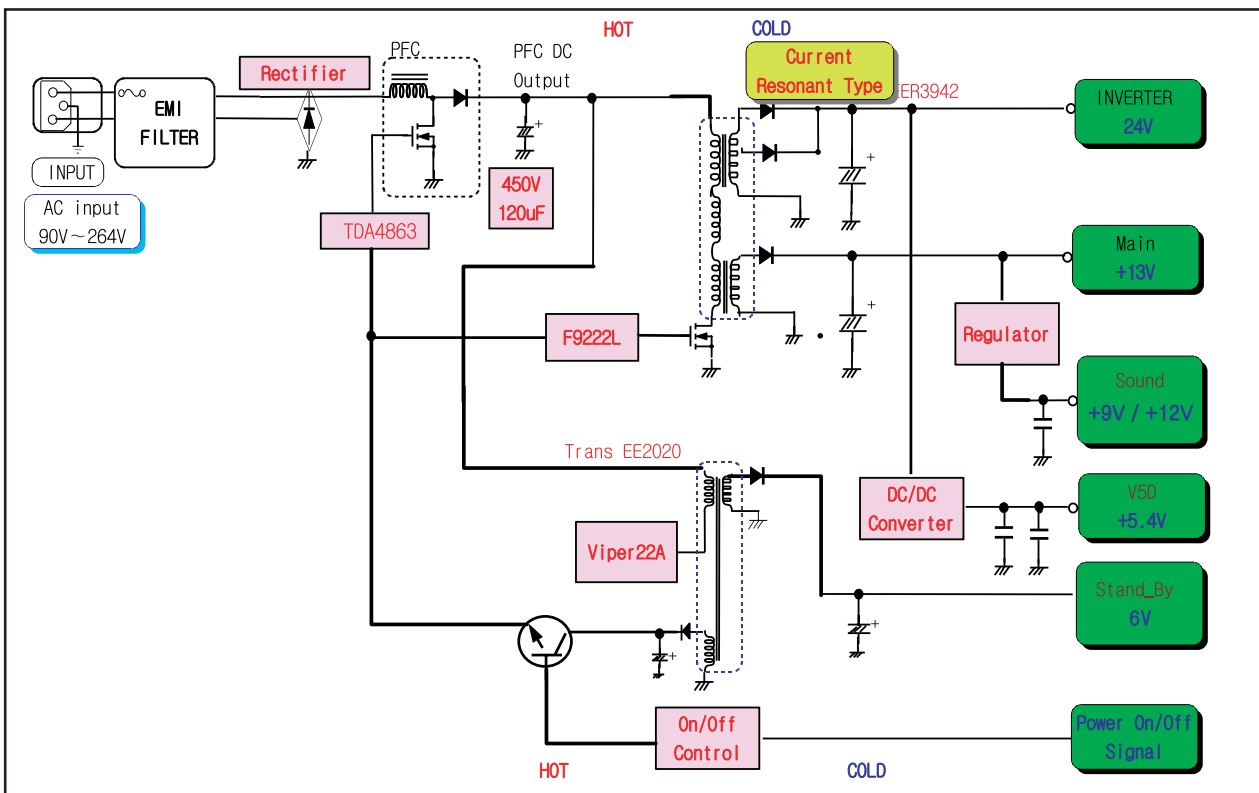 HOT
COLD
PFC
PFC DC
Output
Rectifier
Current
Resonant Type
EER3942
INVERTER
24V
EMI
FILTER
INPUT
AC input
90V~264V
450V
120uF
TDA4863
Main
+13V
F9222L
Regulator
Sound
+9V / +12V
Trans EE2020
DC/DC
Converter
V5D
+5.4V
Viper22A
Stand_By
6V
On/Off
Control
Power On/Off
Signal
HOT
COLD